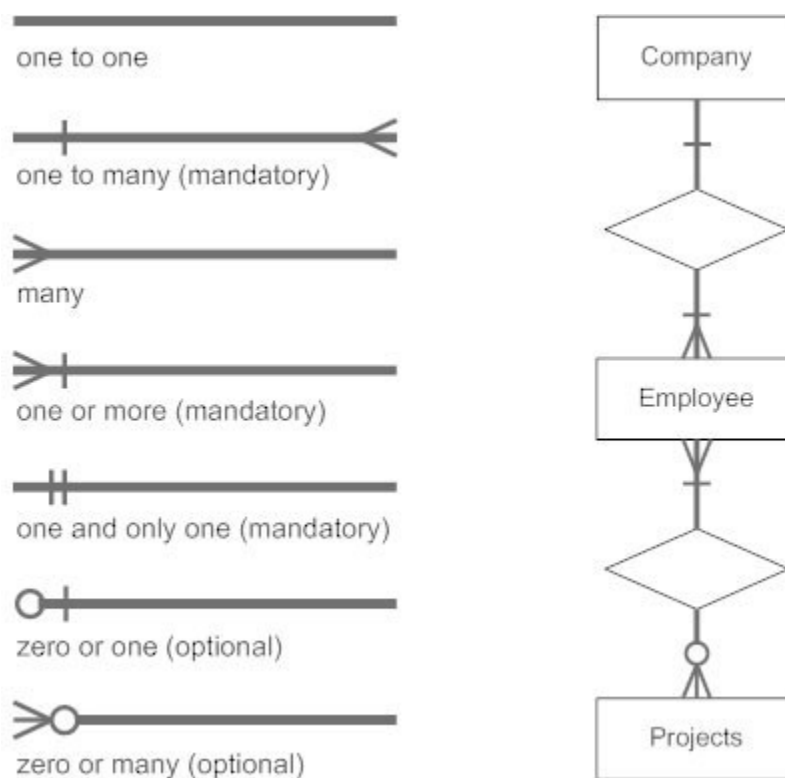 one to one
one to many (mandatory)
many
one or more (mandatory)
one and only one (mandatory)
zero or one (optional)
zero or many (optional)
Company
Employee
Projects